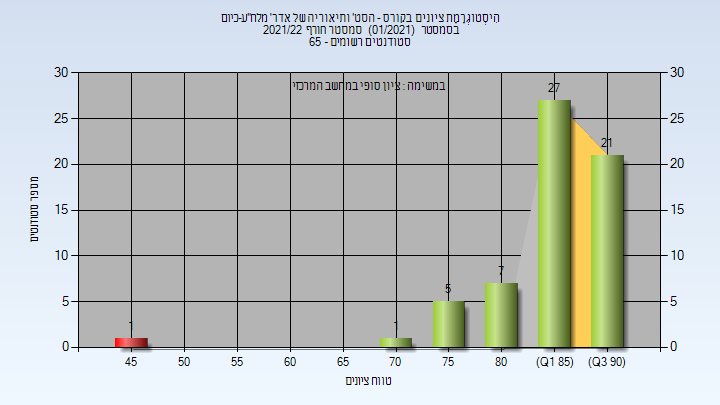 היסטוגרמת ציונים בקורס - הסט' ותיאוריה של אדר' מלח"ע-כיום
בסמסטר (01/2021) סמסטר חורף 2021/22
סטודנטים רשומים - 65
במשימה : ציון סופי במחשב המרכזי
מספר סטודנטים
30 30
25 25
20 20
15 15
10 10
5 5
0 0
1 1 5 7 27 21
45 50 55 60 65 70 75 80 (Q1 85) (Q3 90)
טווח ציונים